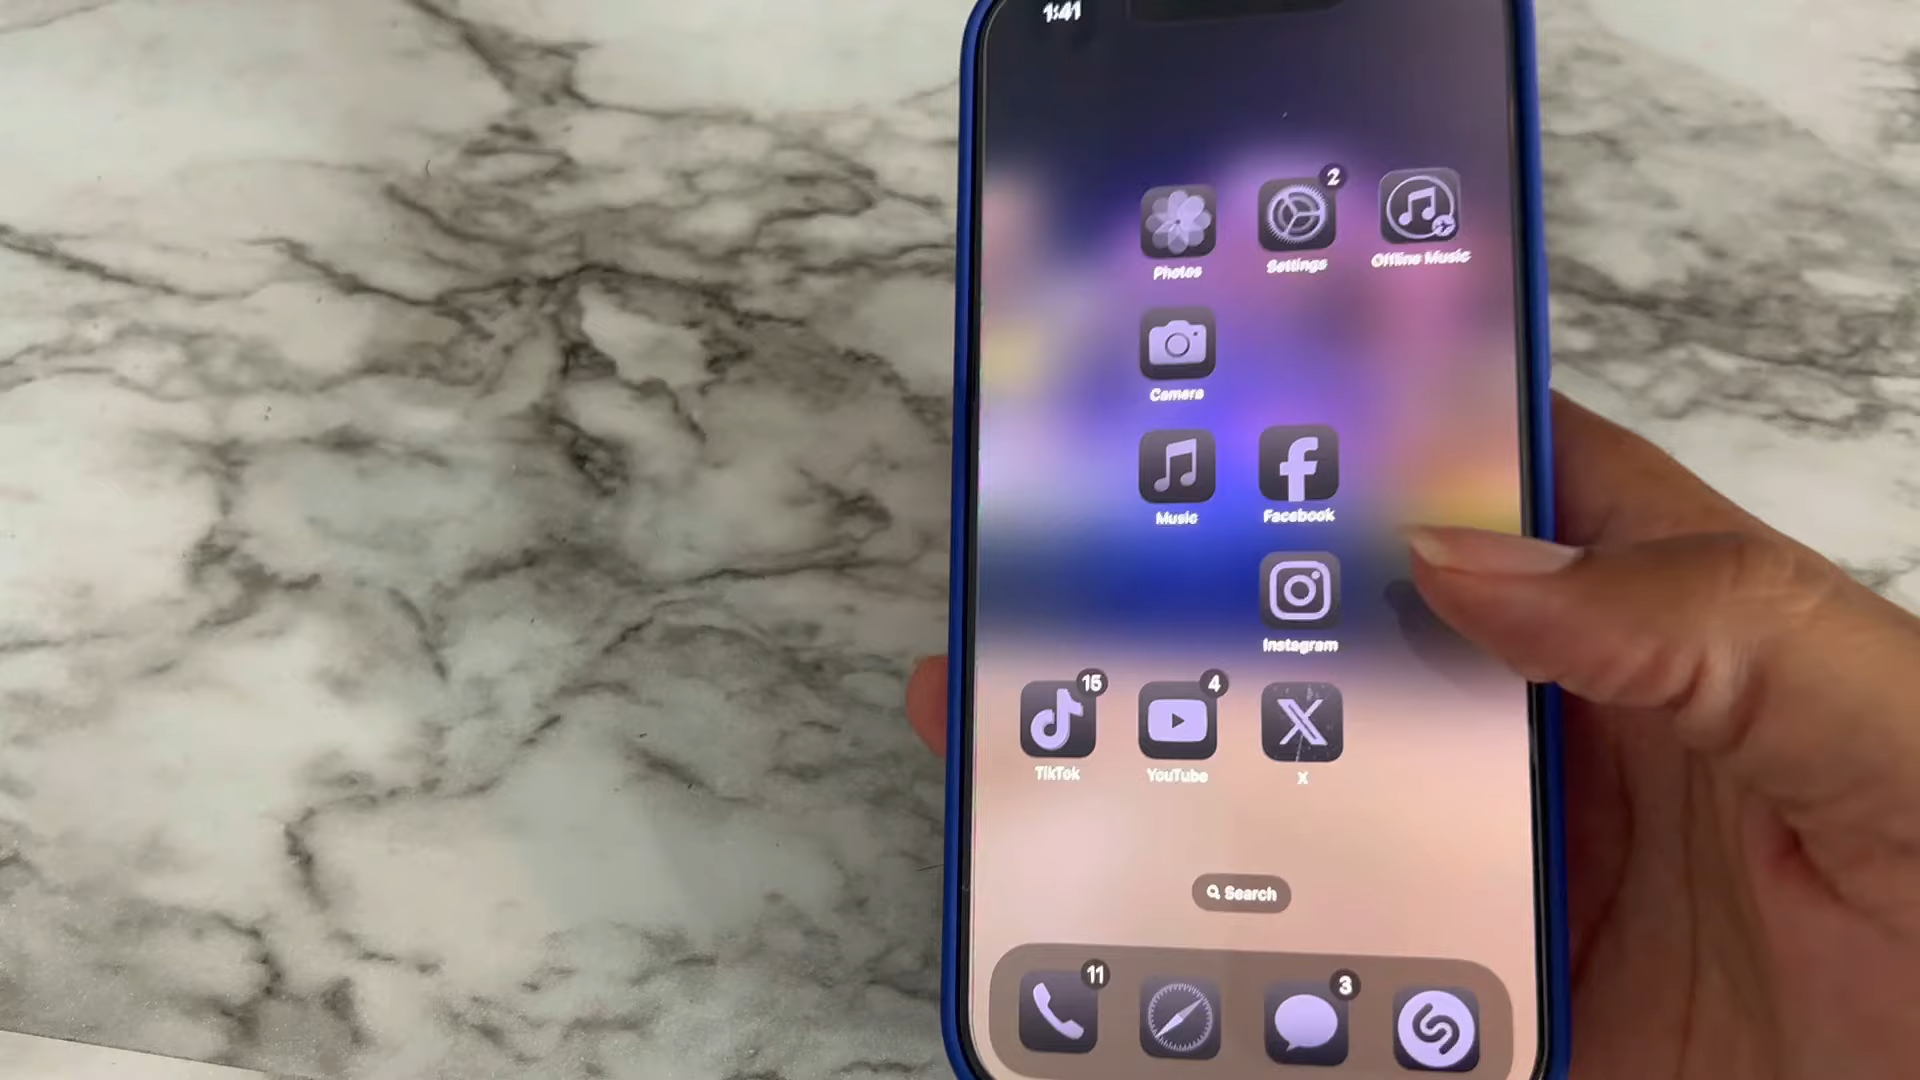 1:41
2
Photos Settings Offline Music
Camera
Music Facebook
Instagram
15 4
TikTok YouTube X
Search
11 3